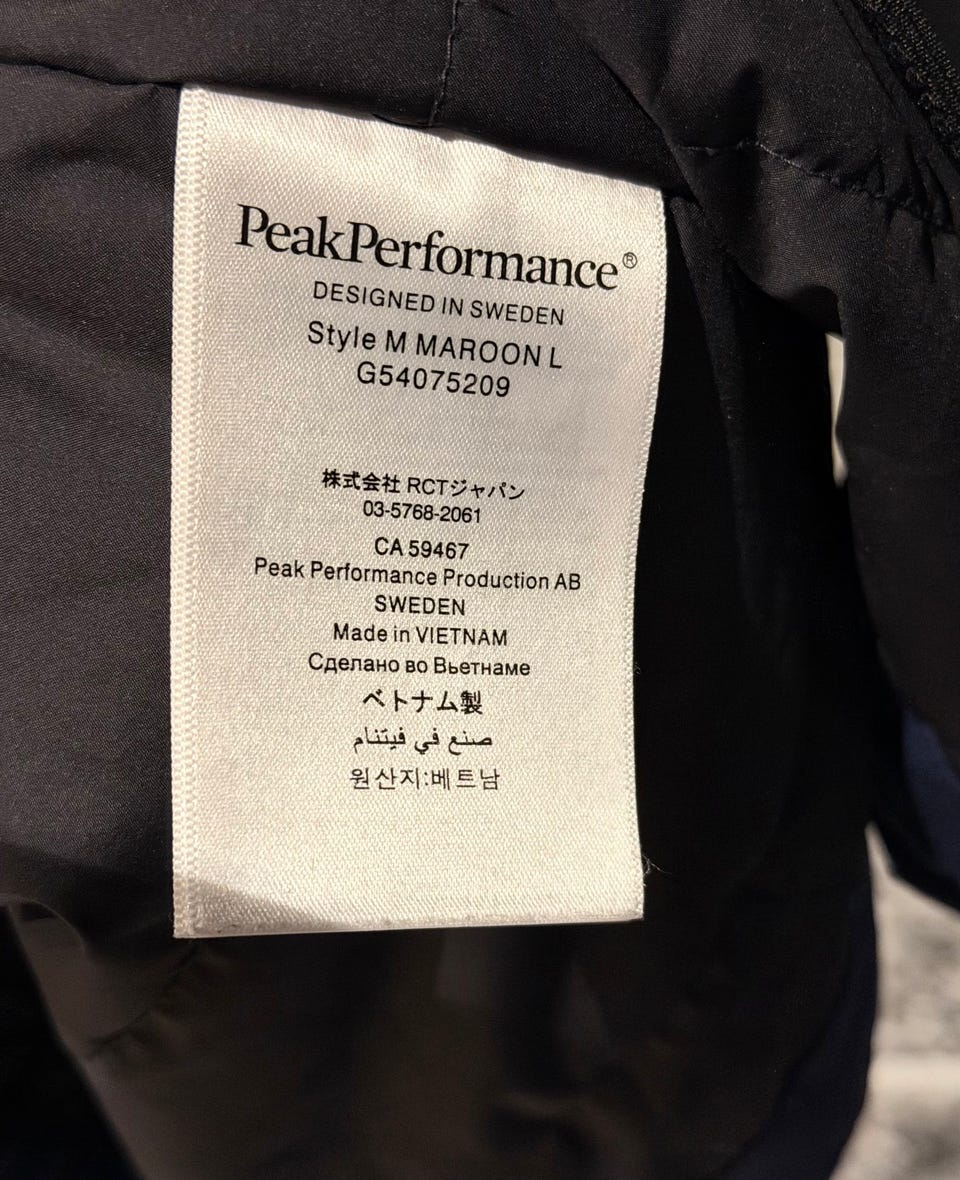 PeakPerformance®
DESIGNED IN SWEDEN
Style M MAROON L
G54075209
株式会社 RCTジャパン
03-5768-2061
CA 59467
Peak Performance Production AB
SWEDEN
Made in VIETNAM
Сделано во Вьетнаме
ベトナム製
صنع في فيتنام
원산지:베트남